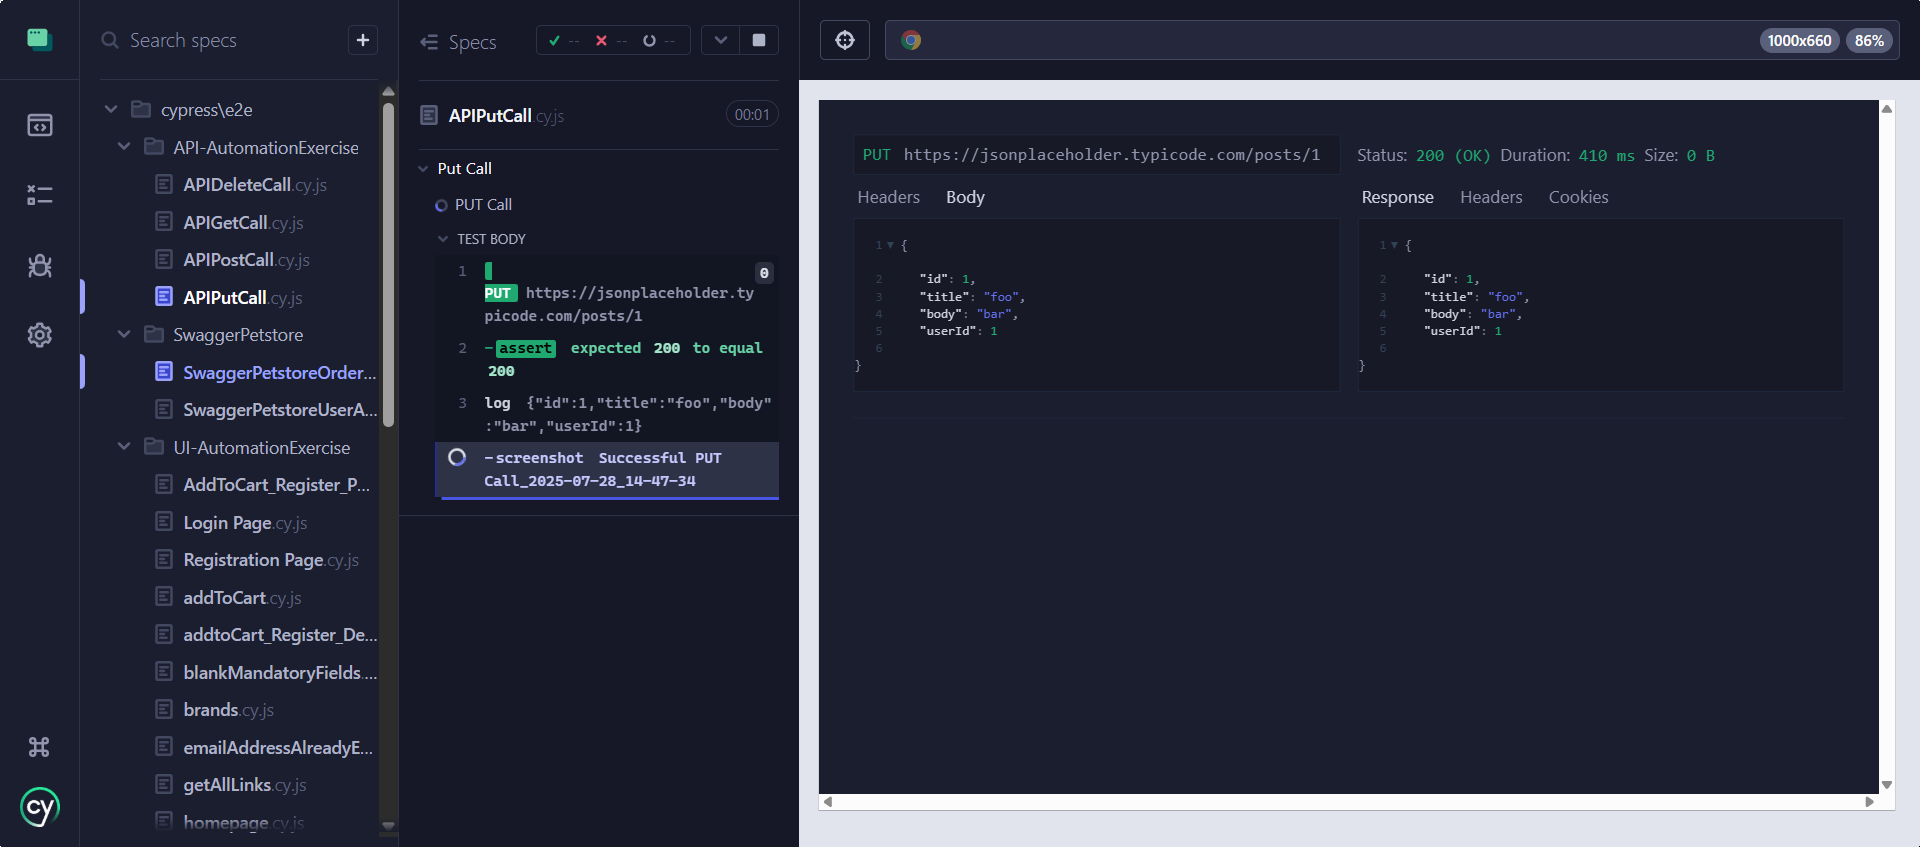 Search specs
+
cypress\e2e
API-AutomationExercise
APIDeleteCall.cy.js
APIGetCall.cy.js
APIPostCall.cy.js
APIPutCall.cy.js
SwaggerPetstore
SwaggerPetstoreOrder...
SwaggerPetstoreUserA...
UI-AutomationExercise
AddToCart_Register_P...
Login Page.cy.js
Registration Page.cy.js
addToCart.cy.js
addtoCart_Register_De...
blankMandatoryFields....
brands.cy.js
emailAddressAlreadyE...
getAllLinks.cy.js
homepage.cy.js
cy
Specs
-- -- --
APIPutCall.cy.js
00:01
Put Call
PUT Call
TEST BODY
1
0
PUT https://jsonplaceholder.ty
picode.com/posts/1
2 -assert expected 200 to equal
200
3 log {"id":1,"title":"foo","body"
:"bar","userId":1}
-screenshot Successful PUT
Call_2025-07-28_14-47-34
1000x660 86%
PUT https://jsonplaceholder.typicode.com/posts/1
Headers Body
1 {
2 "id": 1,
3 "title": "foo",
4 "body": "bar",
5 "userId": 1
6
}
Status: 200 (OK) Duration: 410 ms Size: 0 B
Response Headers Cookies
1 {
2 "id": 1,
3 "title": "foo",
4 "body": "bar",
5 "userId": 1
6
}